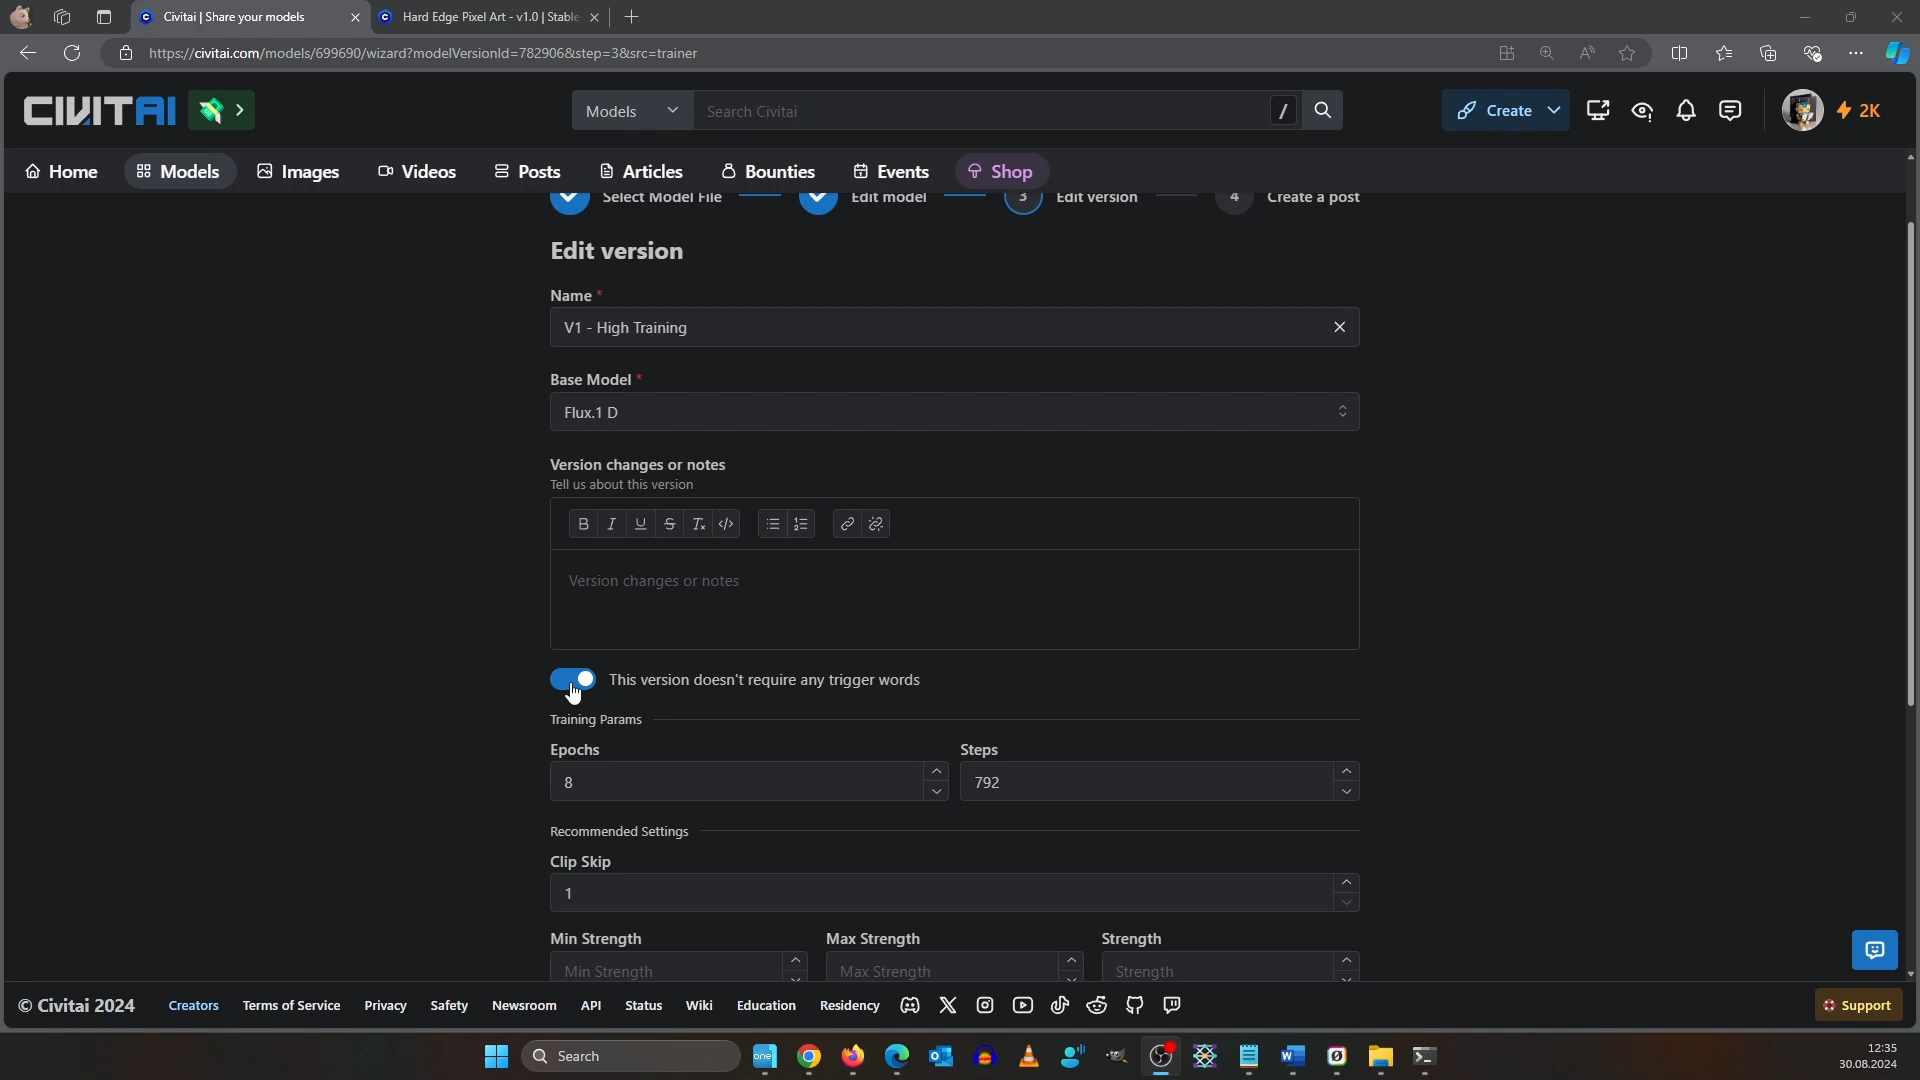 Civitai | Share your models
Hard Edge Pixel Art - v1.0 | Stable
https://civitai.com/models/699690/wizard?modelVersionId=782906&step=3&src=trainer
CIVITAI
Models
Search Civitai
/
Create
2K
Home
Models
Images
Videos
Posts
Articles
Bounties
Events
Shop
Select Model File
Edit model
3
Edit version
4
Create a post
Edit version
Name *
V1 - High Training
Base Model *
Flux.1 D
Version changes or notes
Tell us about this version
Version changes or notes
This version doesn't require any trigger words
Training Params
Epochs
Steps
8
792
Recommended Settings
Clip Skip
1
Min Strength
Max Strength
Strength
Min Strength
Max Strength
Strength
© Civitai 2024
Creators
Terms of Service
Privacy
Safety
Newsroom
API
Status
Wiki
Education
Residency
Support
Search
one
12:35
30.08.2024